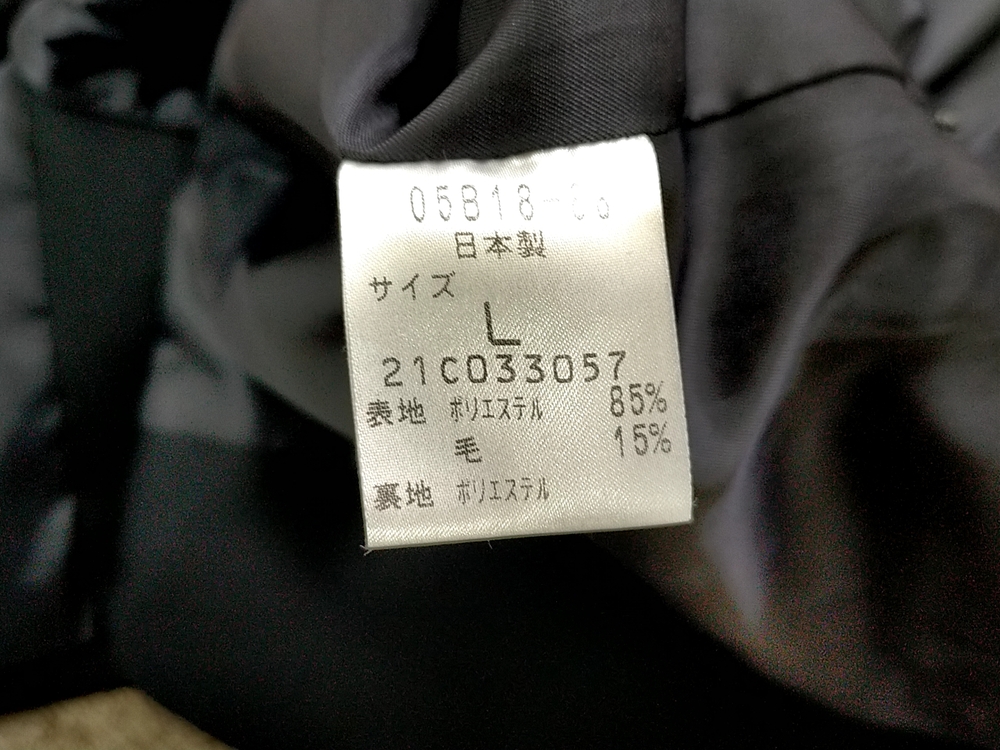 05B18
日本製
サイズ
L
21C033057
表地 ポリエステル 85%
毛 15%
裏地 ポリエステル